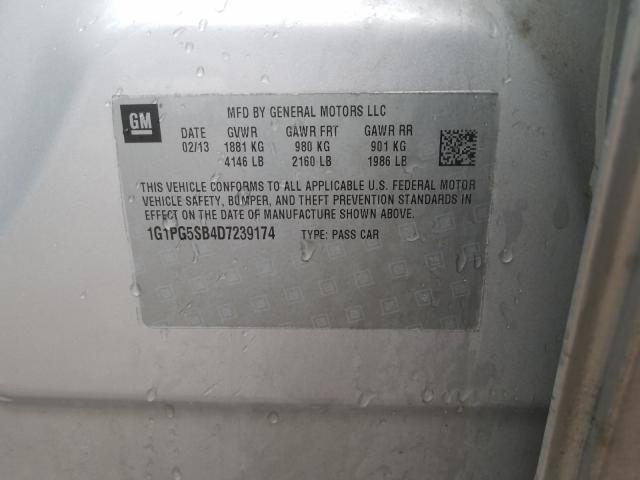 GM
MFD BY GENERAL MOTORS LLC
DATE GVWR GAWR FRT GAWR RR
02/13 1881 KG 980 KG 901 KG
4146 LB 2160 LB 1986 LB
THIS VEHICLE CONFORMS TO ALL APPLICABLE U.S. FEDERAL MOTOR
VEHICLE SAFETY, BUMPER, AND THEFT PREVENTION STANDARDS IN
EFFECT ON THE DATE OF MANUFACTURE SHOWN ABOVE.
1G1PG5SB4D7239174 TYPE: PASS CAR